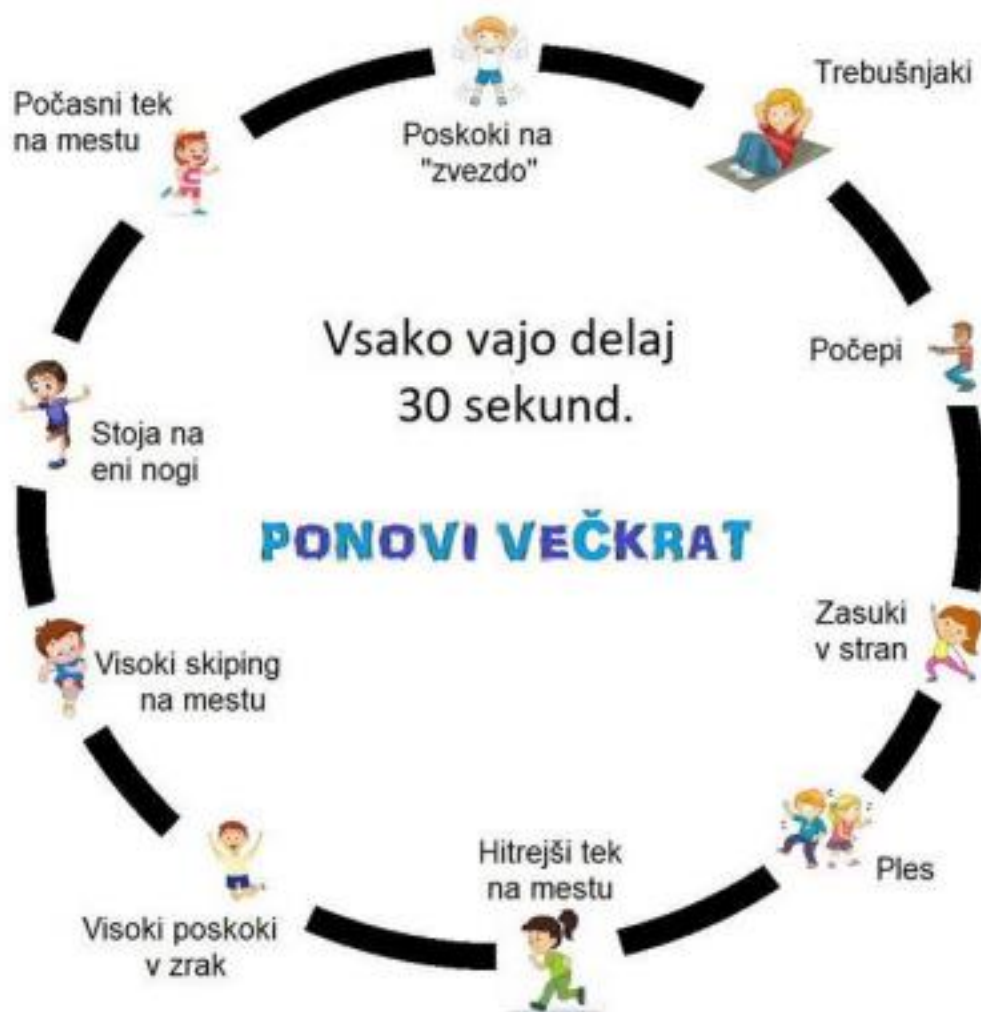 Poskoki na
"zvezdo"
Trebušnjaki
Počepi
Zasuki
v stran
Ples
Hitrejši tek
na mestu
Visoki poskoki
v zrak
Visoki skiping
na mestu
Stoja na
eni nogi
Počasni tek
na mestu
Vsako vajo delaj
30 sekund.
PONOVI VEČKRAT